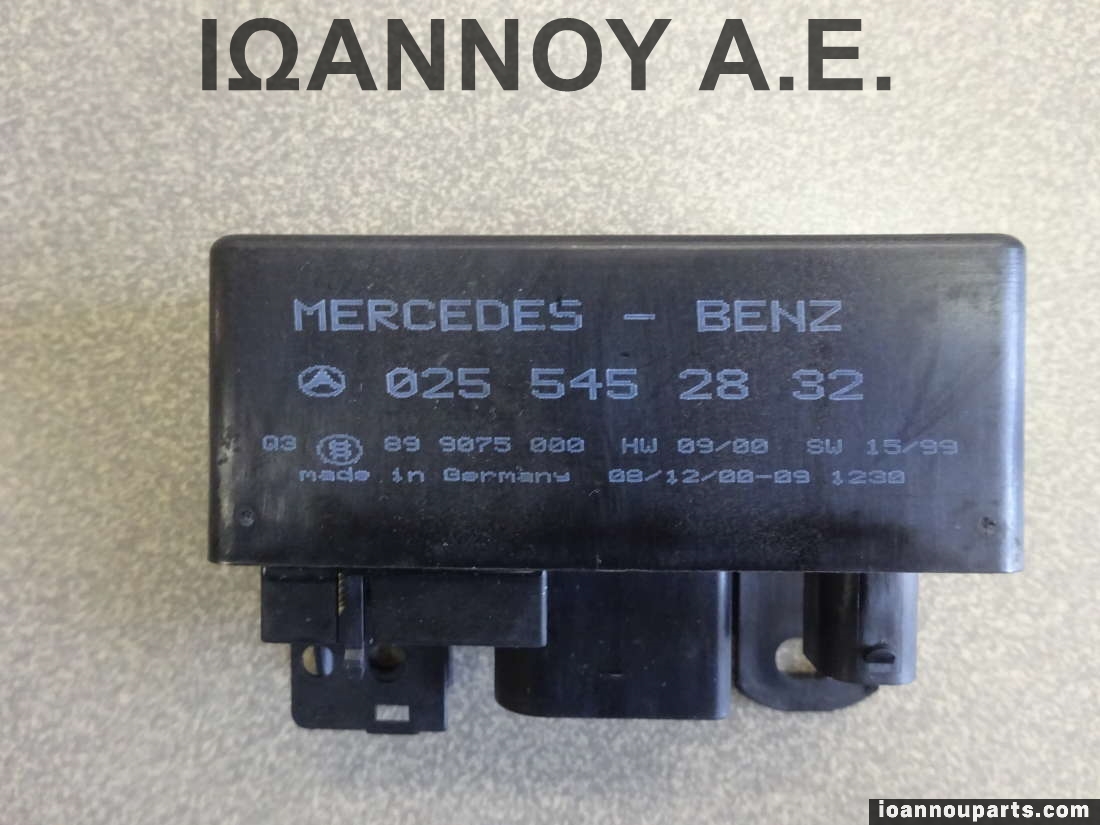 ΙΩΑΝΝΟΥ Α.Ε.
MERCEDES - BENZ
025 545 28 32
Q3 89 9075 000 HW 09/00 SW 15/99
made in Germany 08/12/00-09 1230
ioannouparts.com